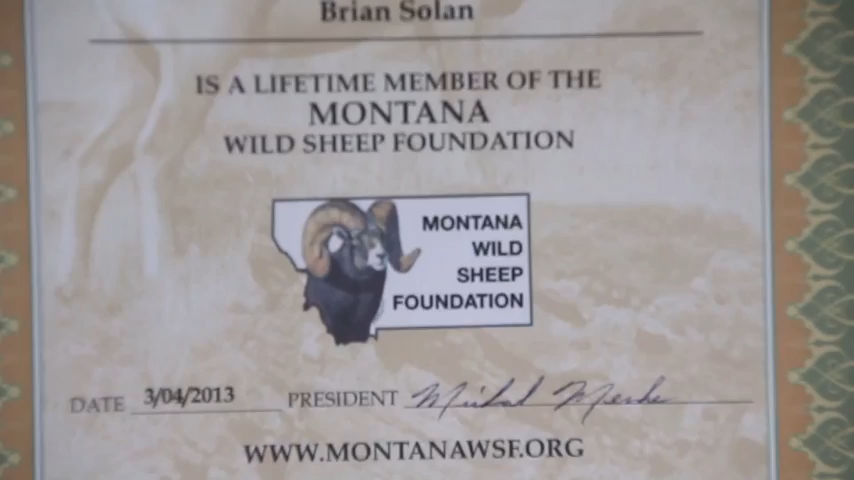 Brian Solan
IS A LIFETIME MEMBER OF THE
MONTANA
WILD SHEEP FOUNDATION
MONTANA
WILD
SHEEP
FOUNDATION
DATE 3/04/2013 PRESIDENT
WWW.MONTANAWSF.ORG